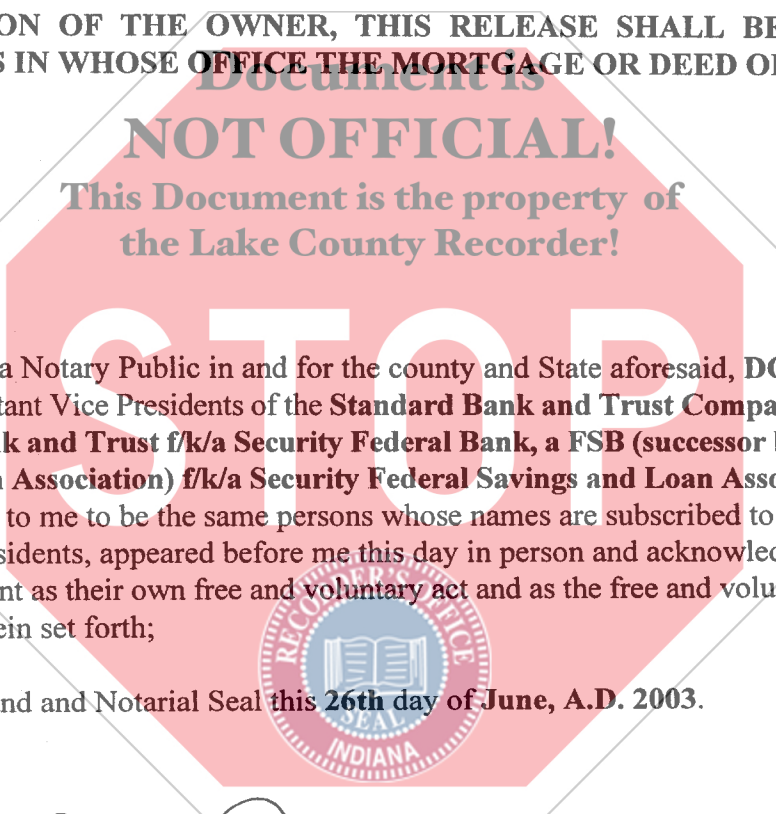 ON OF THE OWNER, THIS RELEASE SHALL BE
S IN WHOSE OFFICE THE MORTGAGE OR DEED OF
Document is
NOT OFFICIAL!
This Document is the property of
the Lake County Recorder!
STOP
a Notary Public in and for the county and State aforesaid, DO
tant Vice Presidents of the Standard Bank and Trust Compa
k and Trust f/k/a Security Federal Bank, a FSB (successor
Association) f/k/a Security Federal Savings and Loan Asso
to me to be the same persons whose names are subscribed to
sidents, appeared before me this day in person and acknowled
nt as their own free and voluntary act and as the free and volu
ein set forth;
nd and Notarial Seal this 26th day of June, A.D. 2003.
RECORDER'S OFFICE
SEAL
INDIANA